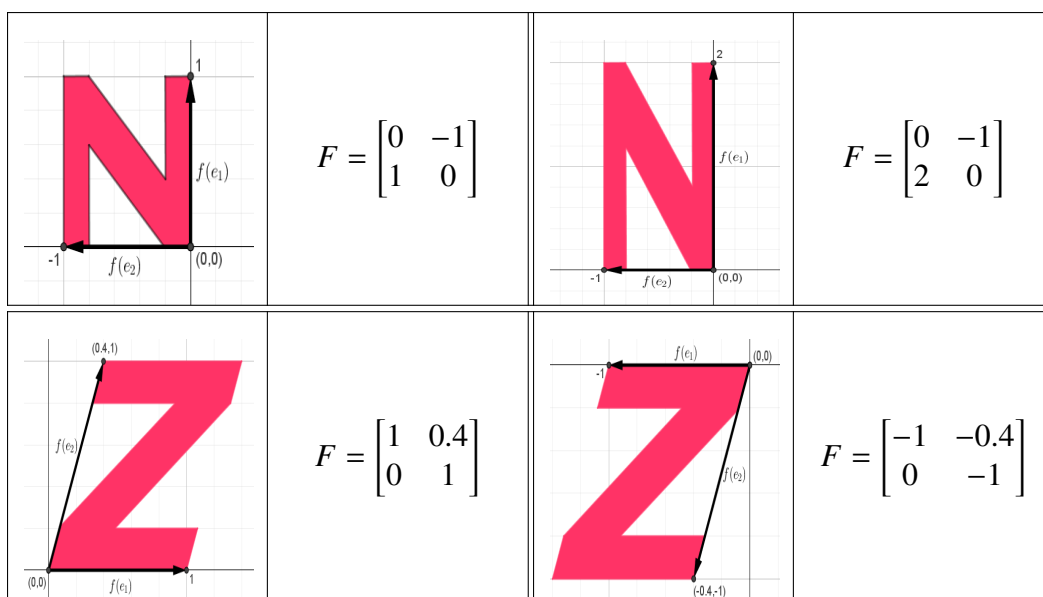 1
f(e₁)
-1
f(e₂)
(0,0)
F = [0 -1
1 0]
2
f(e₁)
-1
f(e₂)
(0,0)
F = [0 -1
2 0]
(0.4,1)
f(e₂)
(0,0)
f(e₁)
1
F = [1 0.4
0 1]
f(e₁)
(0,0)
-1
f(e₂)
(-0.4,-1)
F = [-1 -0.4
0 -1]